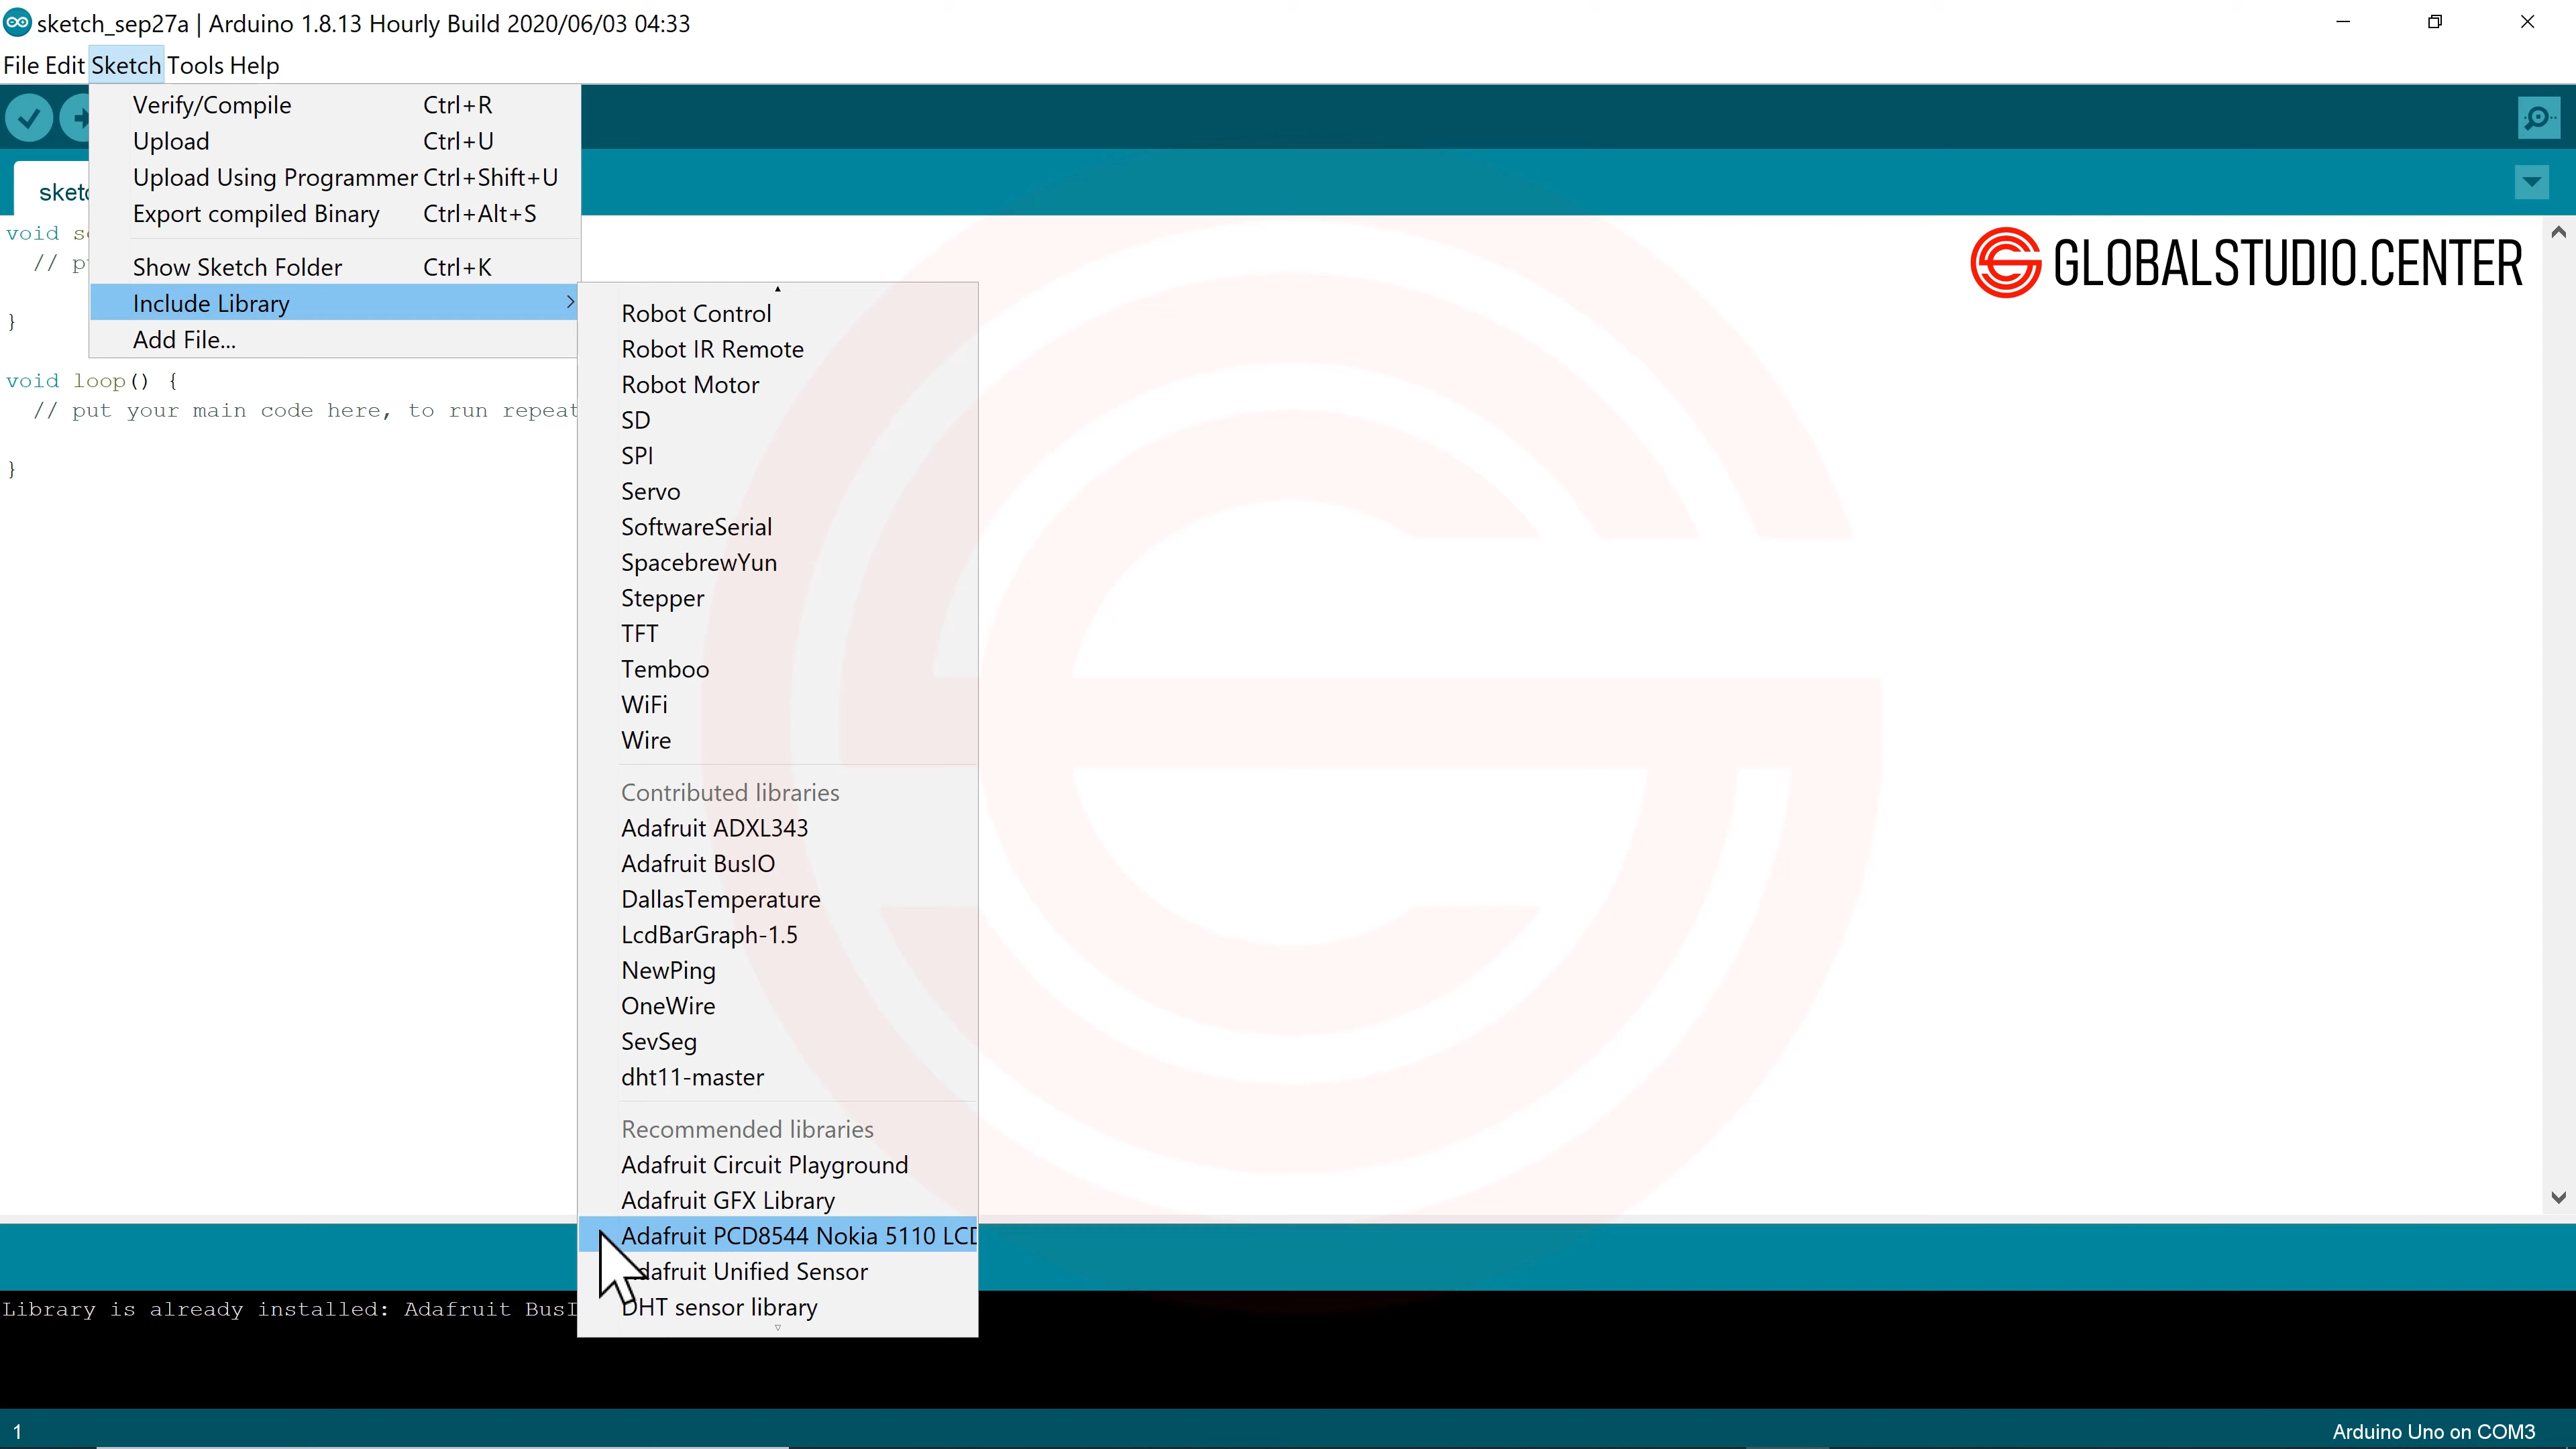 sketch_sep27a | Arduino 1.8.13 Hourly Build 2020/06/03 04:33
File Edit Sketch Tools Help
Verify/Compile Ctrl+R
Upload Ctrl+U
Upload Using Programmer Ctrl+Shift+U
Export compiled Binary Ctrl+Alt+S
Show Sketch Folder Ctrl+K
Include Library
Add File...
void
//
}
void loop() {
// put your main code here, to run repeat
}
GLOBALSTUDIO.CENTER
Robot Control
Robot IR Remote
Robot Motor
SD
SPI
Servo
SoftwareSerial
SpacebrewYun
Stepper
TFT
Temboo
WiFi
Wire
Contributed libraries
Adafruit ADXL343
Adafruit BusIO
DallasTemperature
LcdBarGraph-1.5
NewPing
OneWire
SevSeg
dht11-master
Recommended libraries
Adafruit Circuit Playground
Adafruit GFX Library
Adafruit PCD8544 Nokia 5110 LCD
Adafruit Unified Sensor
DHT sensor library
Library is already installed: Adafruit BusI
1
Arduino Uno on COM3